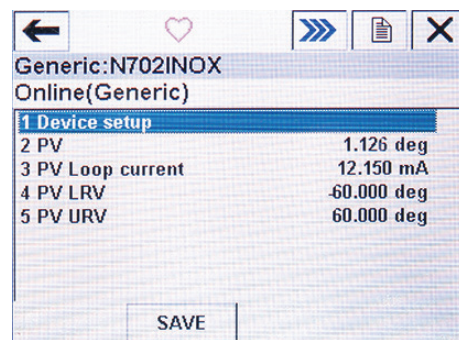 Generic:N702INOX
Online(Generic)
1 Device setup
2 PV 1.126 deg
3 PV Loop current 12.150 mA
4 PV LRV -60.000 deg
5 PV URV 60.000 deg
SAVE